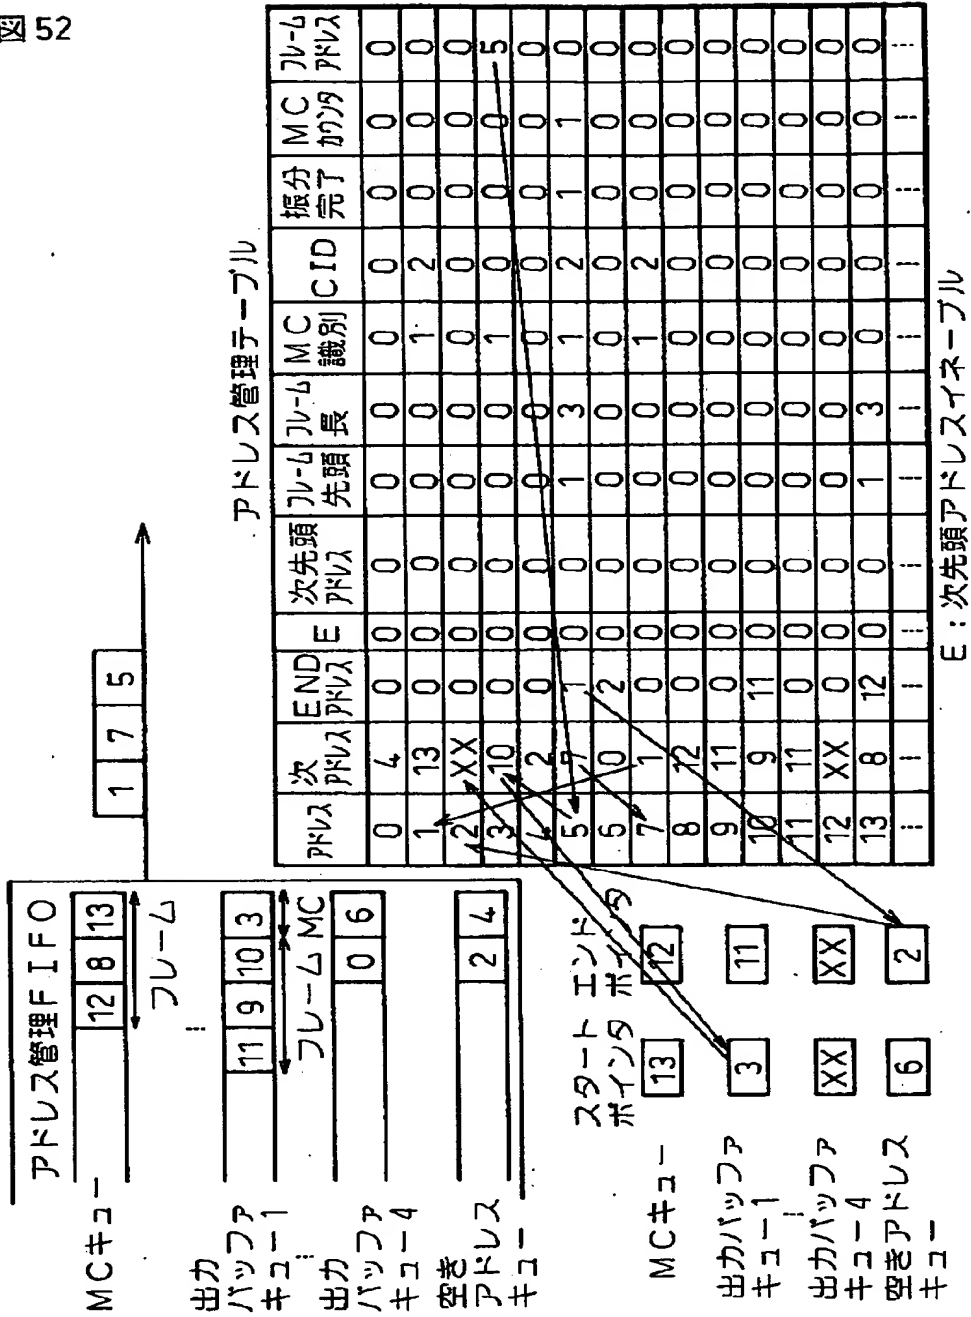 図52
アドレス管理FIFO
MCキュー
12 8 13
フレーム
⋮
出力
バッファ
キュー1
11 9 10 3
フレーム MC
⋮
出力
バッファ
キュー4
0 6
空き
アドレス
キュー
2 4
1 7 5
スタート
ポインタ
エンド
ポインタ
MCキュー 13 12
出力バッファ
キュー1
3 11
⋮
出力バッファ
キュー4
XX XX
空きアドレス
キュー
6 2
アドレス管理テーブル
アドレス 次アドレス ENDアドレス E 次先頭アドレス フレーム先頭 フレーム長 MC識別 CID 振分完了 MCカウンタ フレームアドレス
0 4 0 0 0 0 0 0 0 0 0 0
1 13 0 0 0 0 0 1 2 0 0 0
2 XX 0 0 0 0 0 0 0 0 0 0
3 10 0 0 0 0 0 1 0 0 0 5
4 2 0 0 0 0 0 0 0 0 0 0
5 7 1 0 0 1 3 1 2 1 1 0
6 0 2 0 0 0 0 0 0 0 0 0
7 1 0 0 0 0 0 1 2 0 0 0
8 12 0 0 0 0 0 0 0 0 0 0
9 11 0 0 0 0 0 0 0 0 0 0
10 9 11 0 0 0 0 0 0 0 0 0
11 11 0 0 0 0 0 0 0 0 0 0
12 XX 0 0 0 0 0 0 0 0 0 0
13 8 12 0 0 1 3 0 0 0 0 0
⋮ ⋮ ⋮ ⋮ ⋮ ⋮ ⋮ ⋮ ⋮ ⋮ ⋮ ⋮
E:次先頭アドレスイネーブル